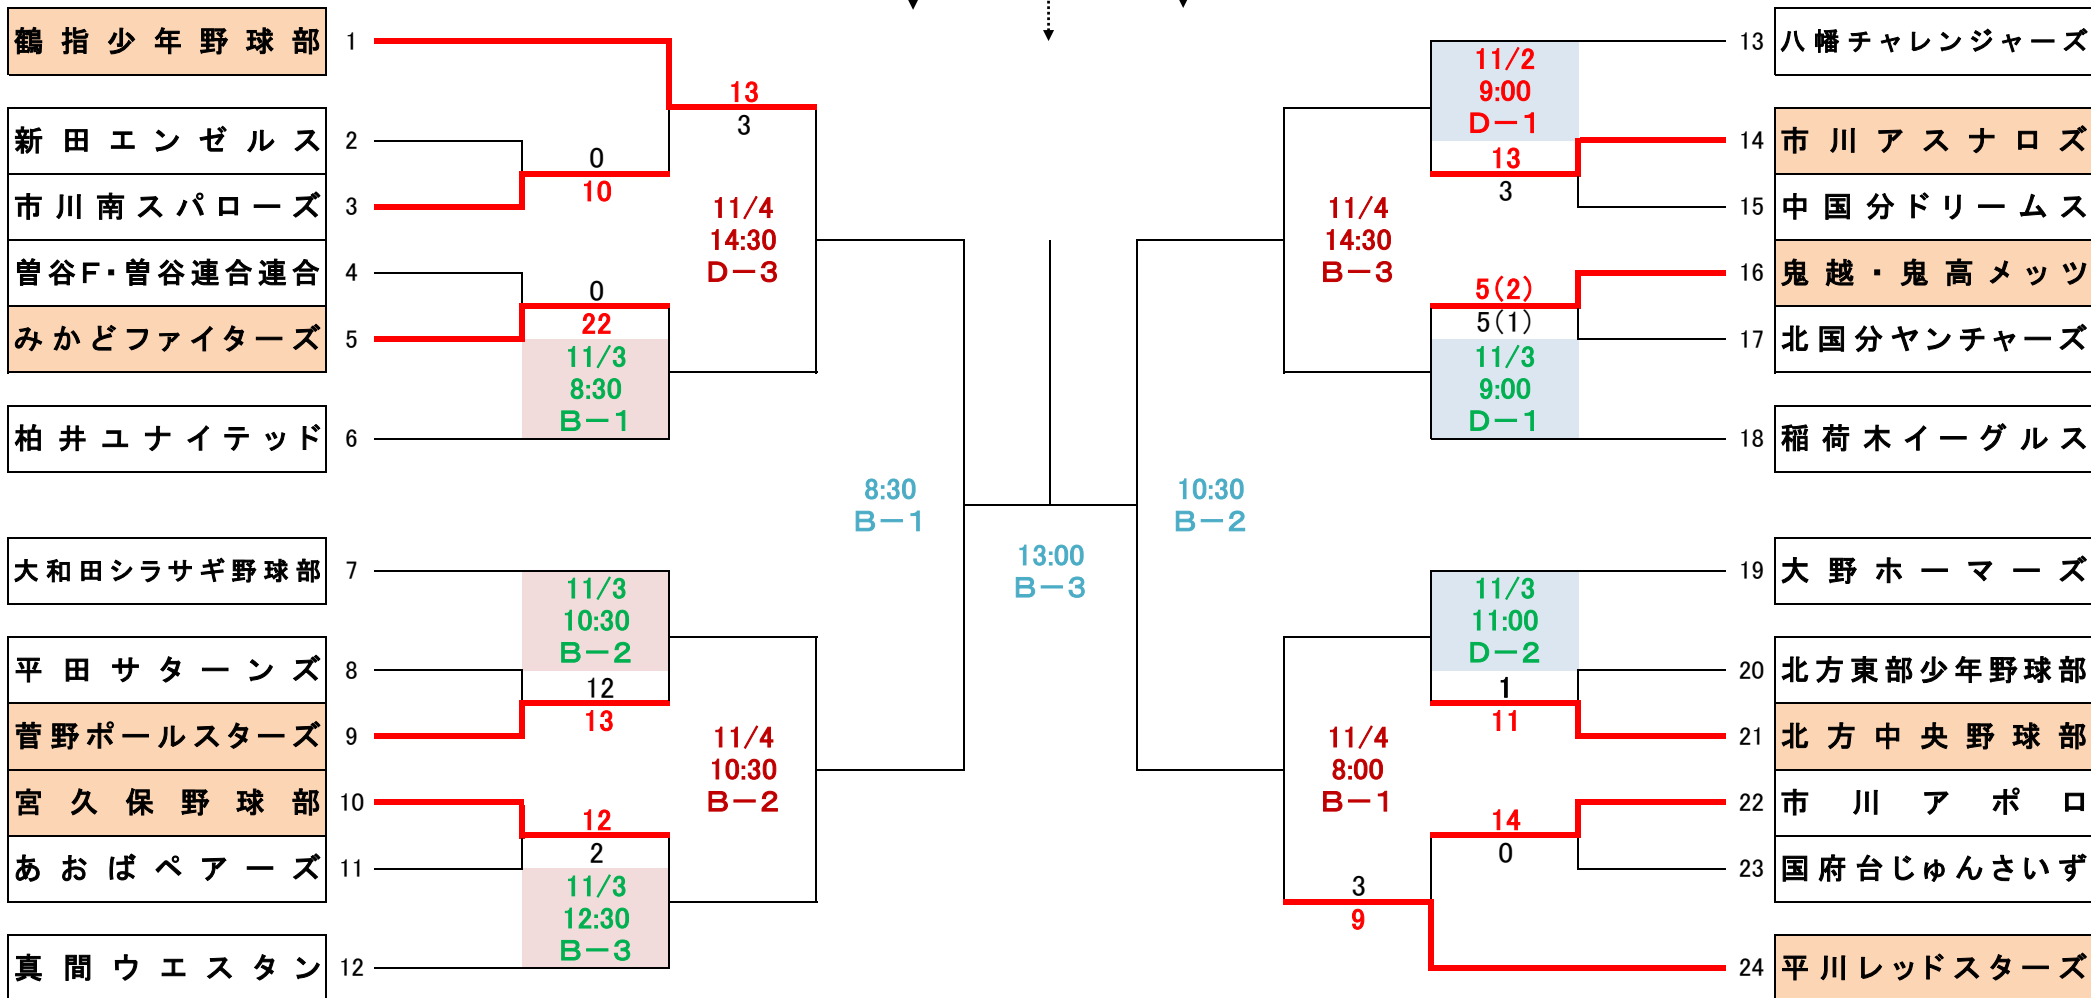 鶴指少年野球部 1
新田エンゼルス 2
市川南スパローズ 3
曽谷F・曽谷連合連合 4
みかどファイターズ 5
柏井ユナイテッド 6
大和田シラサギ野球部 7
平田サターンズ 8
菅野ポールスターズ 9
宮久保野球部 10
あおばペアーズ 11
真間ウエスタン 12
0
10
0
22
11/3
8:30
B－1
11/3
10:30
B－2
12
13
12
2
11/3
12:30
B－3
13
3
11/4
14:30
D－3
11/4
10:30
B－2
8:30
B－1
13:00
B－3
10:30
B－2
11/4
14:30
B－3
11/4
8:00
B－1
3
9
11/2
9:00
D－1
13
3
5(2)
5(1)
11/3
9:00
D－1
11/3
11:00
D－2
1
11
14
0
13 八幡チャレンジャーズ
14 市川アスナロズ
15 中国分ドリームス
16 鬼越・鬼高メッツ
17 北国分ヤンチャーズ
18 稲荷木イーグルス
19 大野ホーマーズ
20 北方東部少年野球部
21 北方中央野球部
22 市川アポロ
23 国府台じゅんさいず
24 平川レッドスターズ